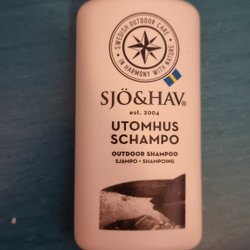 SWEDISH OUTDOOR CARE
IN HARMONY WITH NATURE
SJÖ&HAV®
est. 2004
UTOMHUS
SCHAMPO
OUTDOOR SHAMPOO
SJAMPO • SHAMPOING